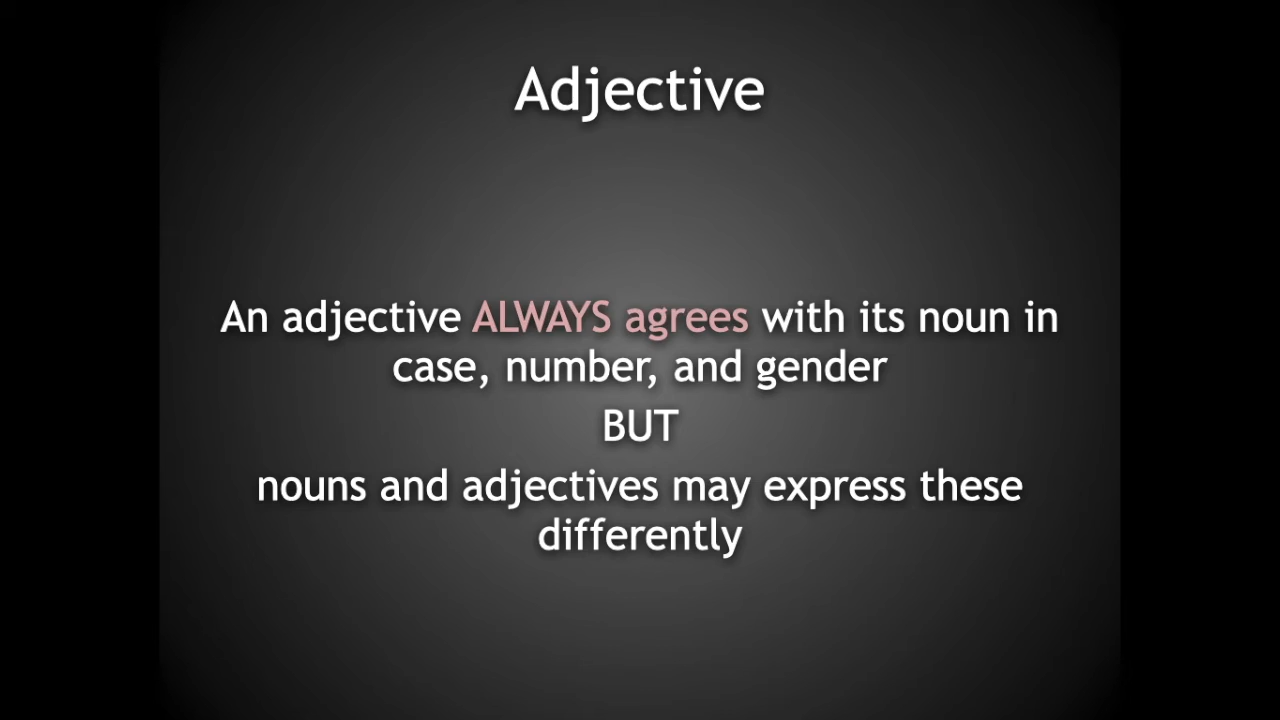 Adjective
An adjective ALWAYS agrees with its noun in
case, number, and gender
BUT
nouns and adjectives may express these
differently